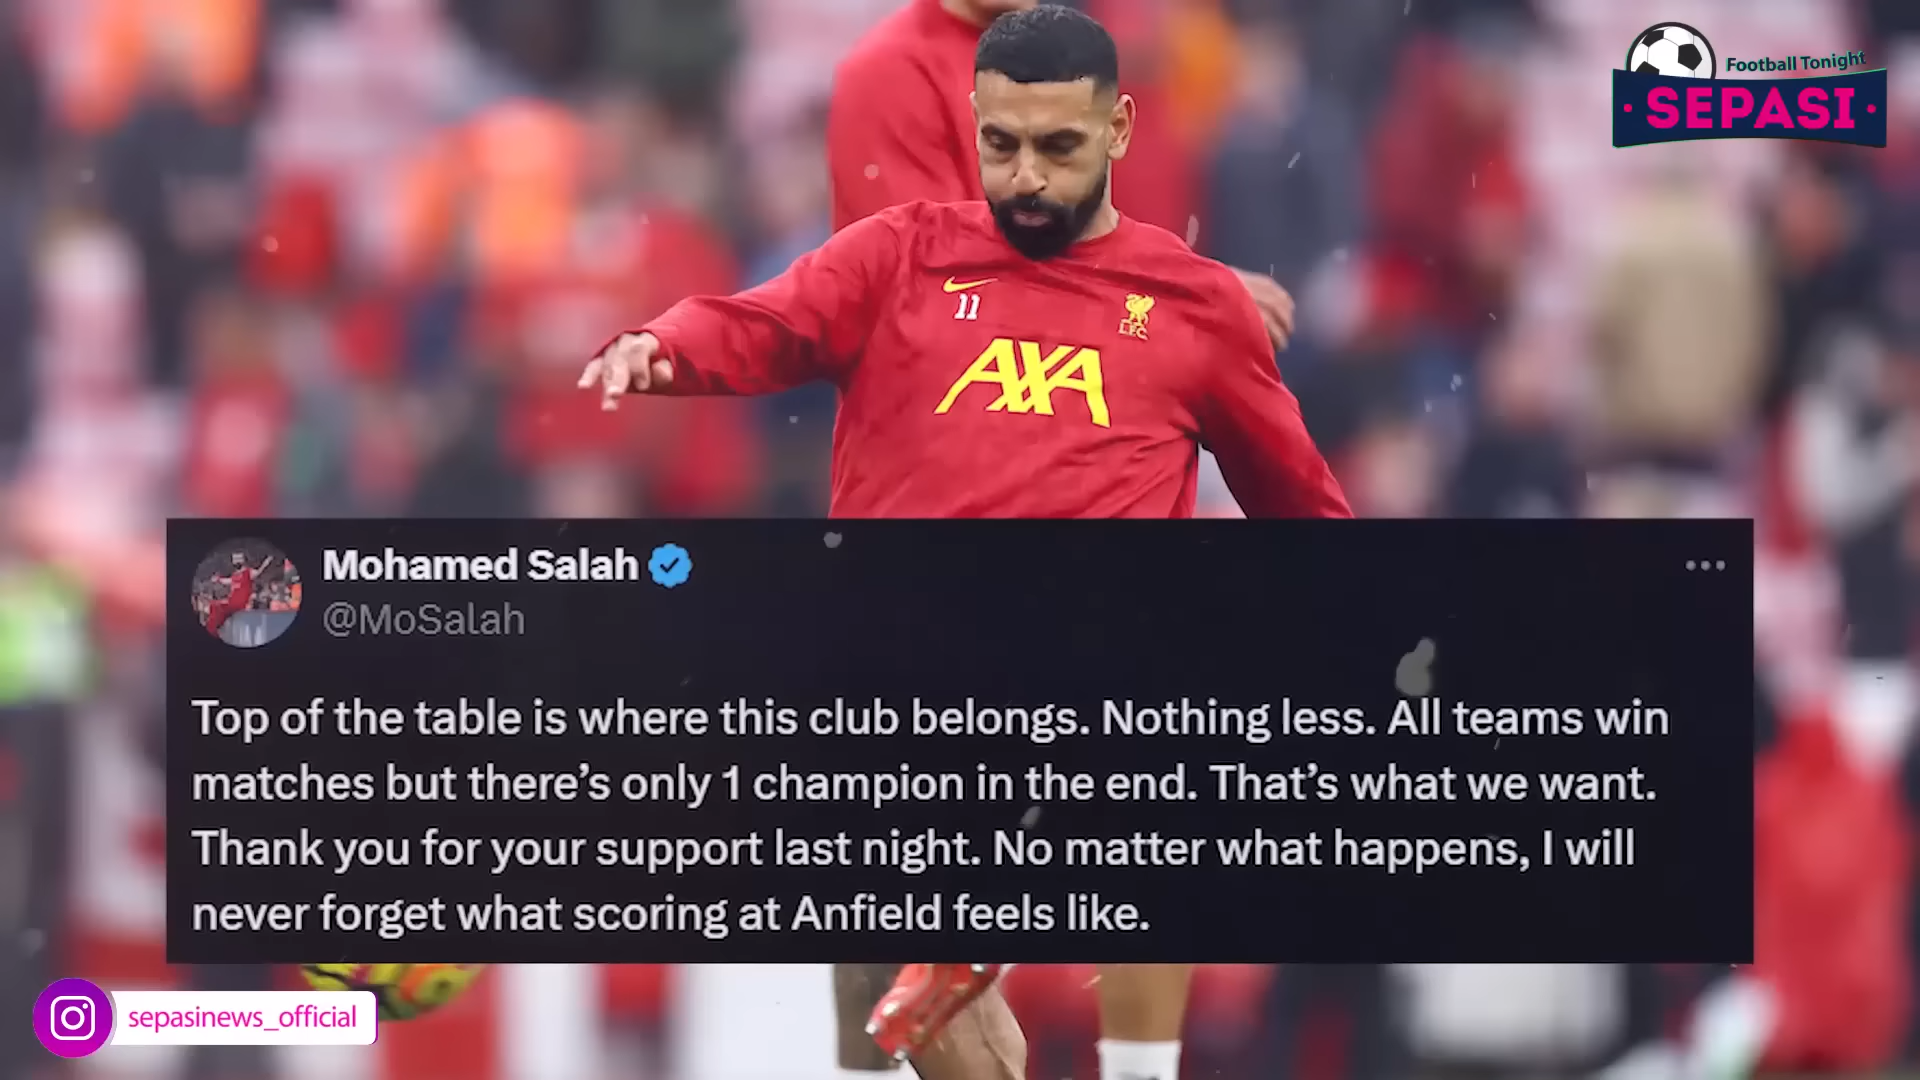 Football Tonight
SEPASI
11
L.F.C.
AXA
Mohamed Salah
@MoSalah
Top of the table is where this club belongs. Nothing less. All teams win
matches but there’s only 1 champion in the end. That’s what we want.
Thank you for your support last night. No matter what happens, I will
never forget what scoring at Anfield feels like.
sepasinews_official